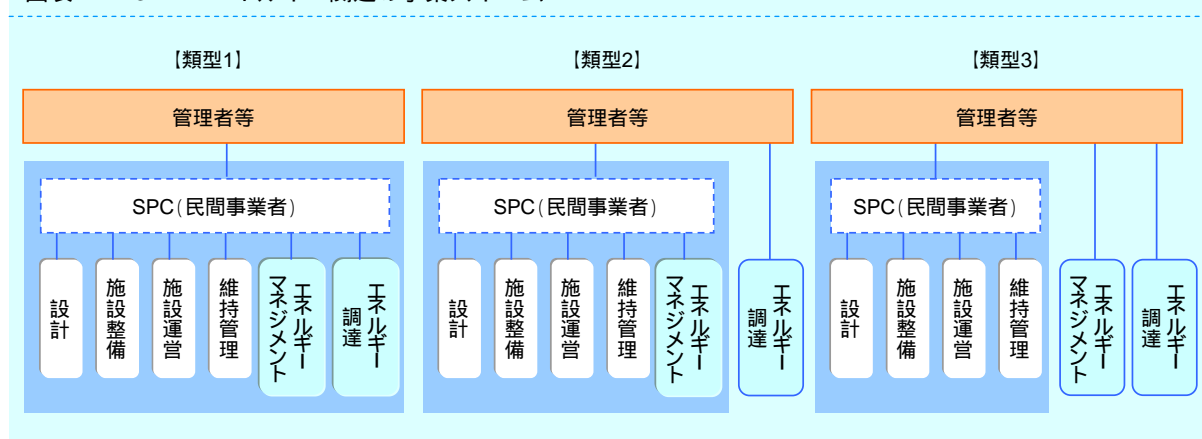 【類型1】
管理者等
SPC(民間事業者)
設計
施設整備
施設運営
維持管理
エネルギー
マネジメント
エネルギー
調達
【類型2】
管理者等
SPC(民間事業者)
設計
施設整備
施設運営
維持管理
エネルギー
マネジメント
エネルギー
調達
【類型3】
管理者等
SPC(民間事業者)
設計
施設整備
施設運営
維持管理
エネルギー
マネジメント
エネルギー
調達